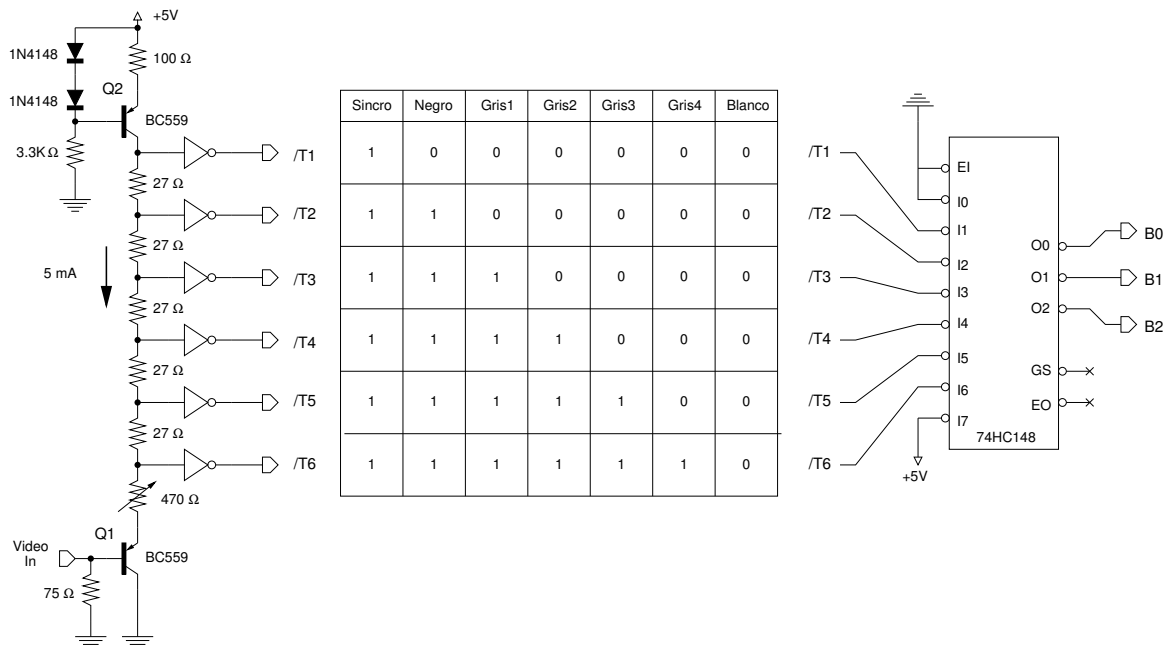 +5V
1N4148
100 Ω
1N4148
Q2
BC559
3.3K Ω
/T1
27 Ω
/T2
27 Ω
5 mA
/T3
27 Ω
/T4
27 Ω
/T5
27 Ω
/T6
470 Ω
Q1
Video
In
BC559
75 Ω
Sincro Negro Gris1 Gris2 Gris3 Gris4 Blanco
1 0 0 0 0 0 0
1 1 0 0 0 0 0
1 1 1 0 0 0 0
1 1 1 1 0 0 0
1 1 1 1 1 0 0
1 1 1 1 1 1 0
/T1
/T2
/T3
/T4
/T5
/T6
+5V
EI
I0
I1
I2
I3
I4
I5
I6
I7
O0
O1
O2
GS
EO
74HC148
B0
B1
B2